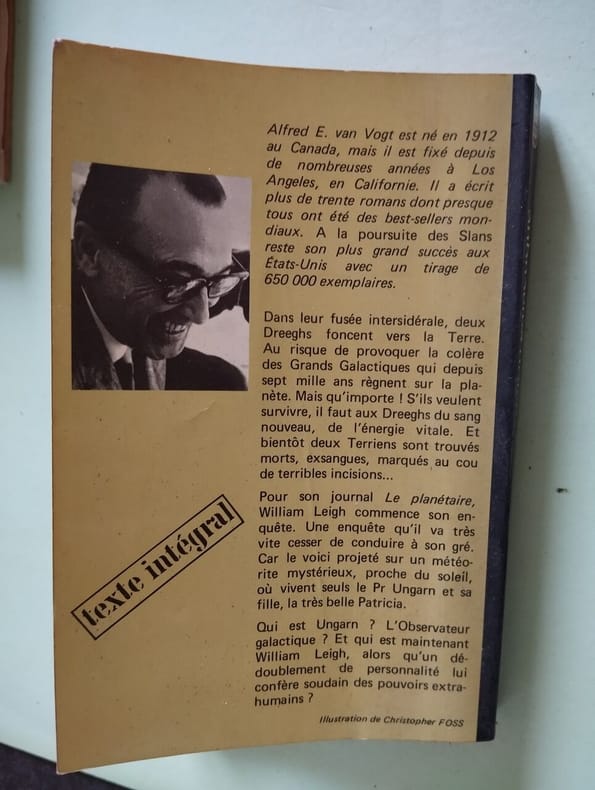 Alfred E. van Vogt est né en 1912
au Canada, mais il est fixé depuis
de nombreuses années à Los
Angeles, en Californie. Il a écrit
plus de trente romans dont presque
tous ont été des best-sellers mon-
diaux. A la poursuite des Slans
reste son plus grand succès aux
États-Unis avec un tirage de
650 000 exemplaires.
Dans leur fusée intersidérale, deux
Dreeghs foncent vers la Terre.
Au risque de provoquer la colère
des Grands Galactiques qui depuis
sept mille ans règnent sur la pla-
nète. Mais qu'importe ! S'ils veulent
survivre, il faut aux Dreeghs du sang
nouveau, de l'énergie vitale. Et
bientôt deux Terriens sont trouvés
morts, exsangues, marqués au cou
de terribles incisions...
Pour son journal Le planétaire,
William Leigh commence son en-
quête. Une enquête qu'il va très
vite cesser de conduire à son gré.
Car le voici projeté sur un météo-
rite mystérieux, proche du soleil,
où vivent seuls le Pr Ungarn et sa
fille, la très belle Patricia.
Qui est Ungarn ? L'Observateur
galactique ? Et qui est maintenant
William Leigh, alors qu'un dé-
doublement de personnalité lui
confère soudain des pouvoirs extra-
humains ?
texte intégral
Illustration de Christopher FOSS